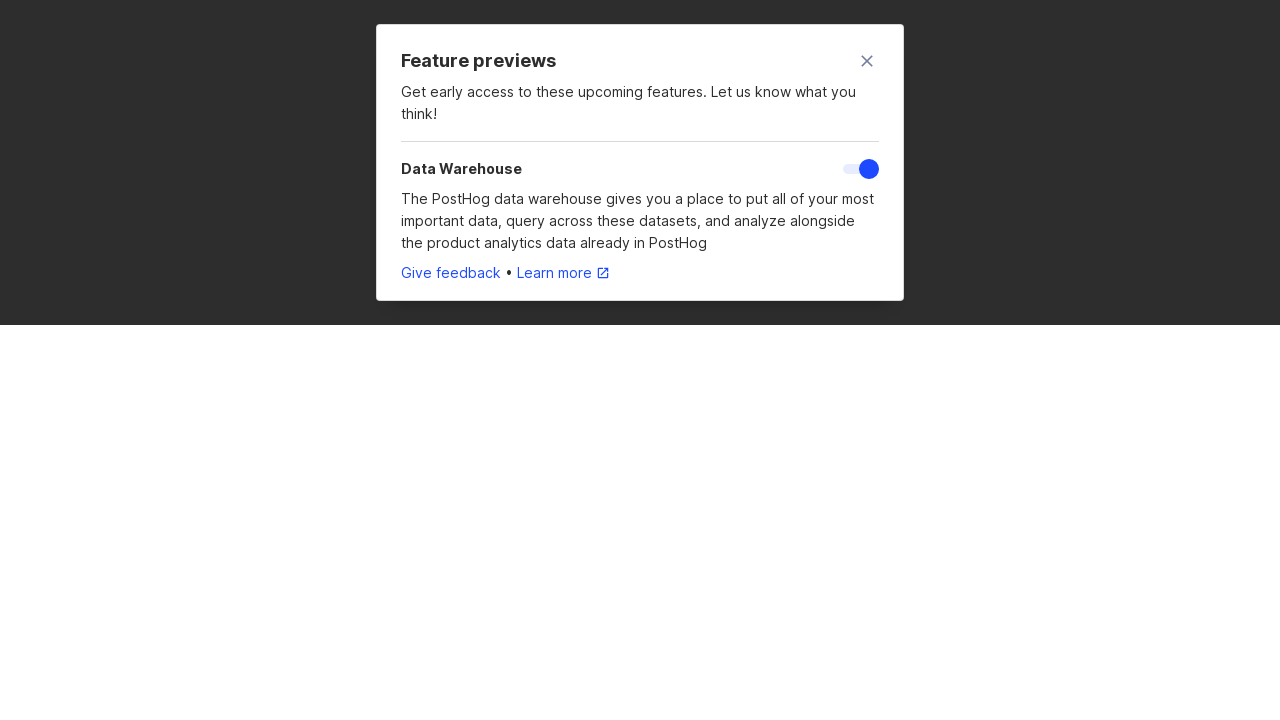 Feature previews
Get early access to these upcoming features. Let us know what you
think!
Data Warehouse
The PostHog data warehouse gives you a place to put all of your most
important data, query across these datasets, and analyze alongside
the product analytics data already in PostHog
Give feedback • Learn more